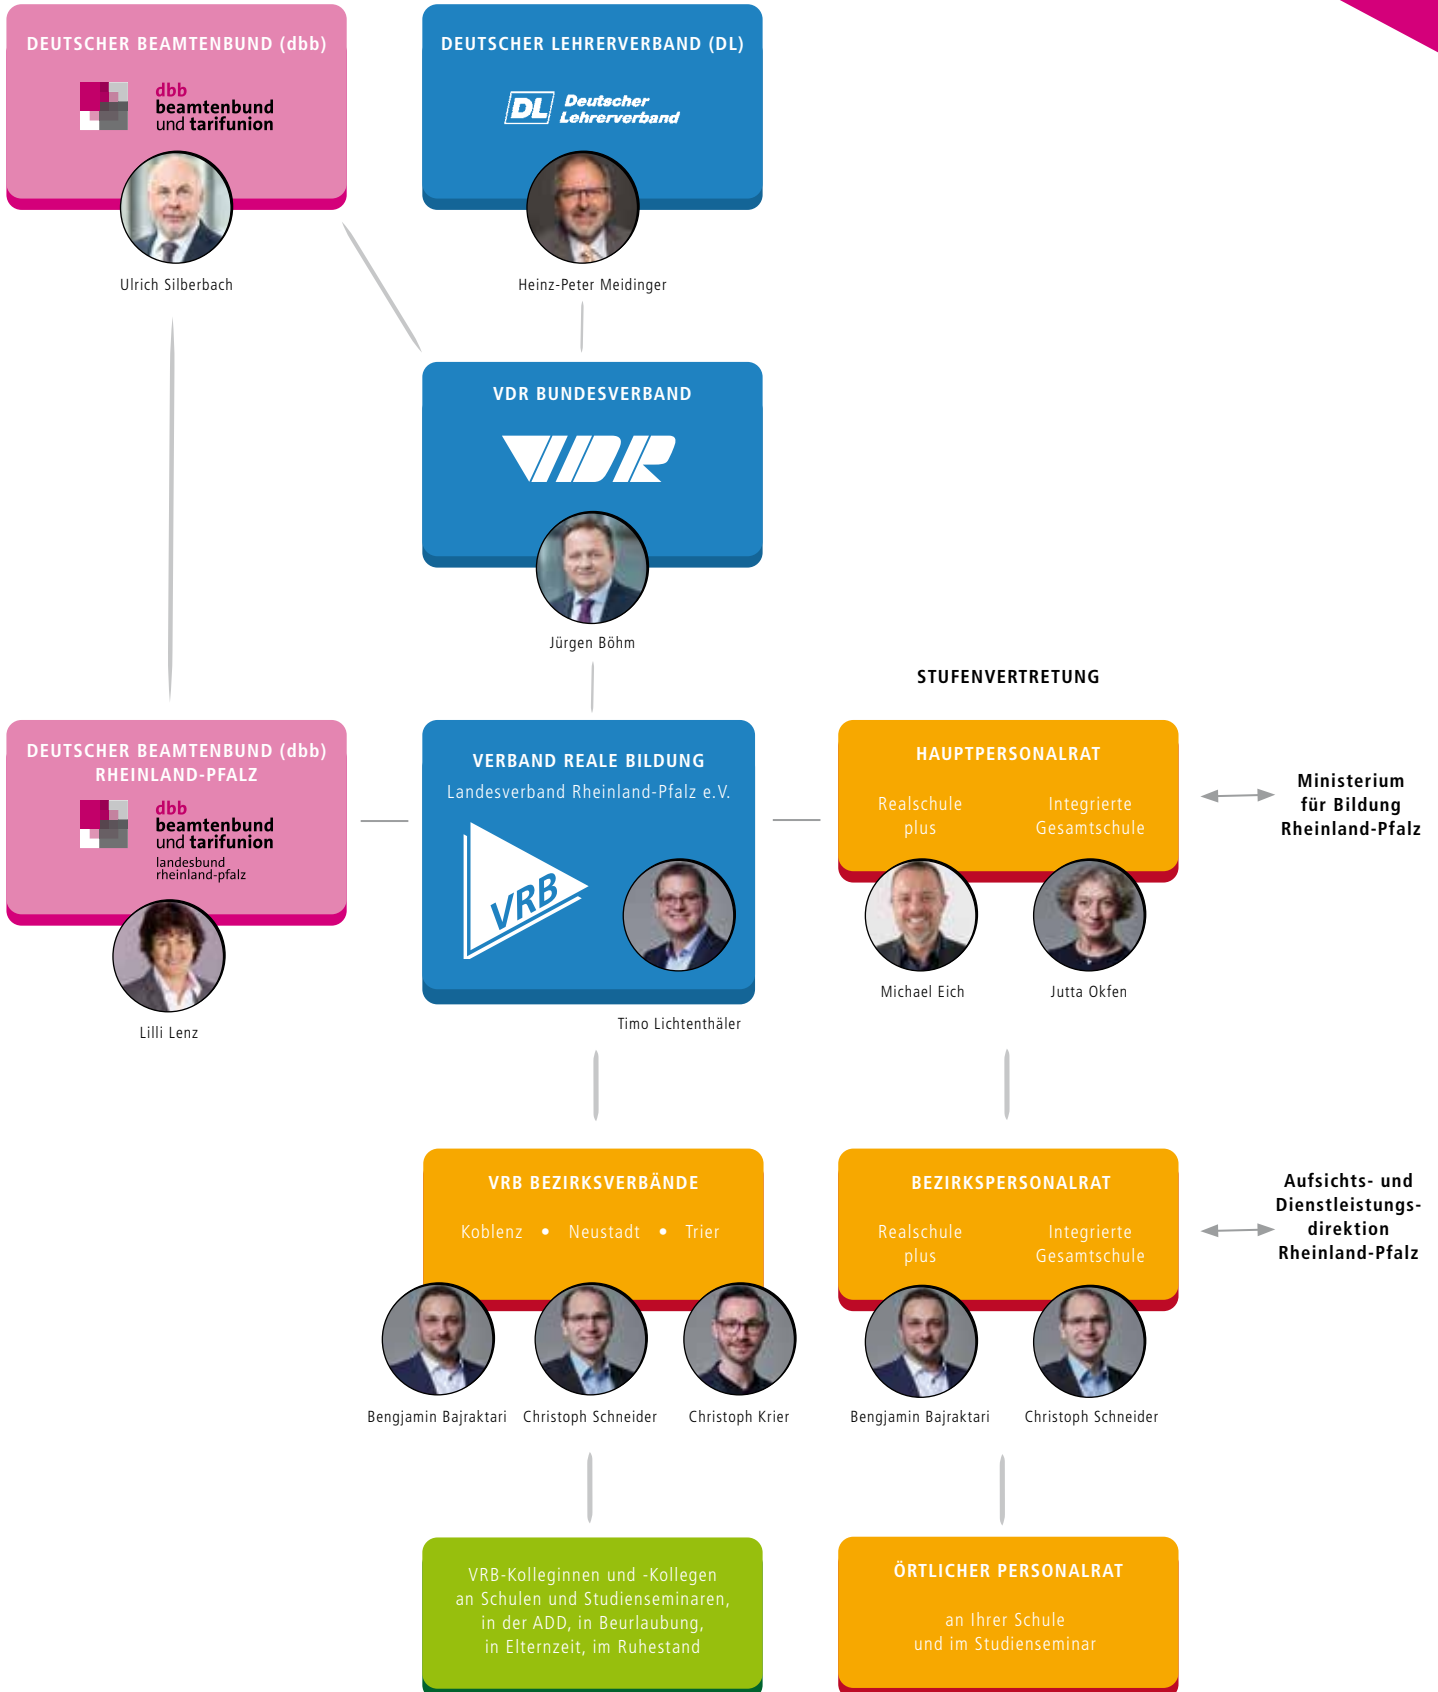 DEUTSCHER BEAMTENBUND (dbb)
dbb
beamtenbund
und tarifunion
Ulrich Silberbach
DEUTSCHER LEHRERVERBAND (DL)
DL Deutscher
Lehrerverband
Heinz-Peter Meidinger
VDR BUNDESVERBAND
VDR
Jürgen Böhm
DEUTSCHER BEAMTENBUND (dbb)
RHEINLAND-PFALZ
dbb
beamtenbund
und tarifunion
landesbund
rheinland-pfalz
Lilli Lenz
VERBAND REALE BILDUNG
Landesverband Rheinland-Pfalz e.V.
VRB
Timo Lichtenthäler
STUFENVERTRETUNG
HAUPTPERSONALRAT
Realschule
plus
Integrierte
Gesamtschule
Michael Eich
Jutta Okfen
Ministerium
für Bildung
Rheinland-Pfalz
VRB BEZIRKSVERBÄNDE
Koblenz • Neustadt • Trier
Bengjamin Bajraktari
Christoph Schneider
Christoph Krier
BEZIRKSPERSONALRAT
Realschule
plus
Integrierte
Gesamtschule
Bengjamin Bajraktari
Christoph Schneider
Aufsichts- und
Dienstleistungs-
direktion
Rheinland-Pfalz
VRB-Kolleginnen und -Kollegen
an Schulen und Studienseminaren,
in der ADD, in Beurlaubung,
in Elternzeit, im Ruhestand
ÖRTLICHER PERSONALRAT
an Ihrer Schule
und im Studienseminar